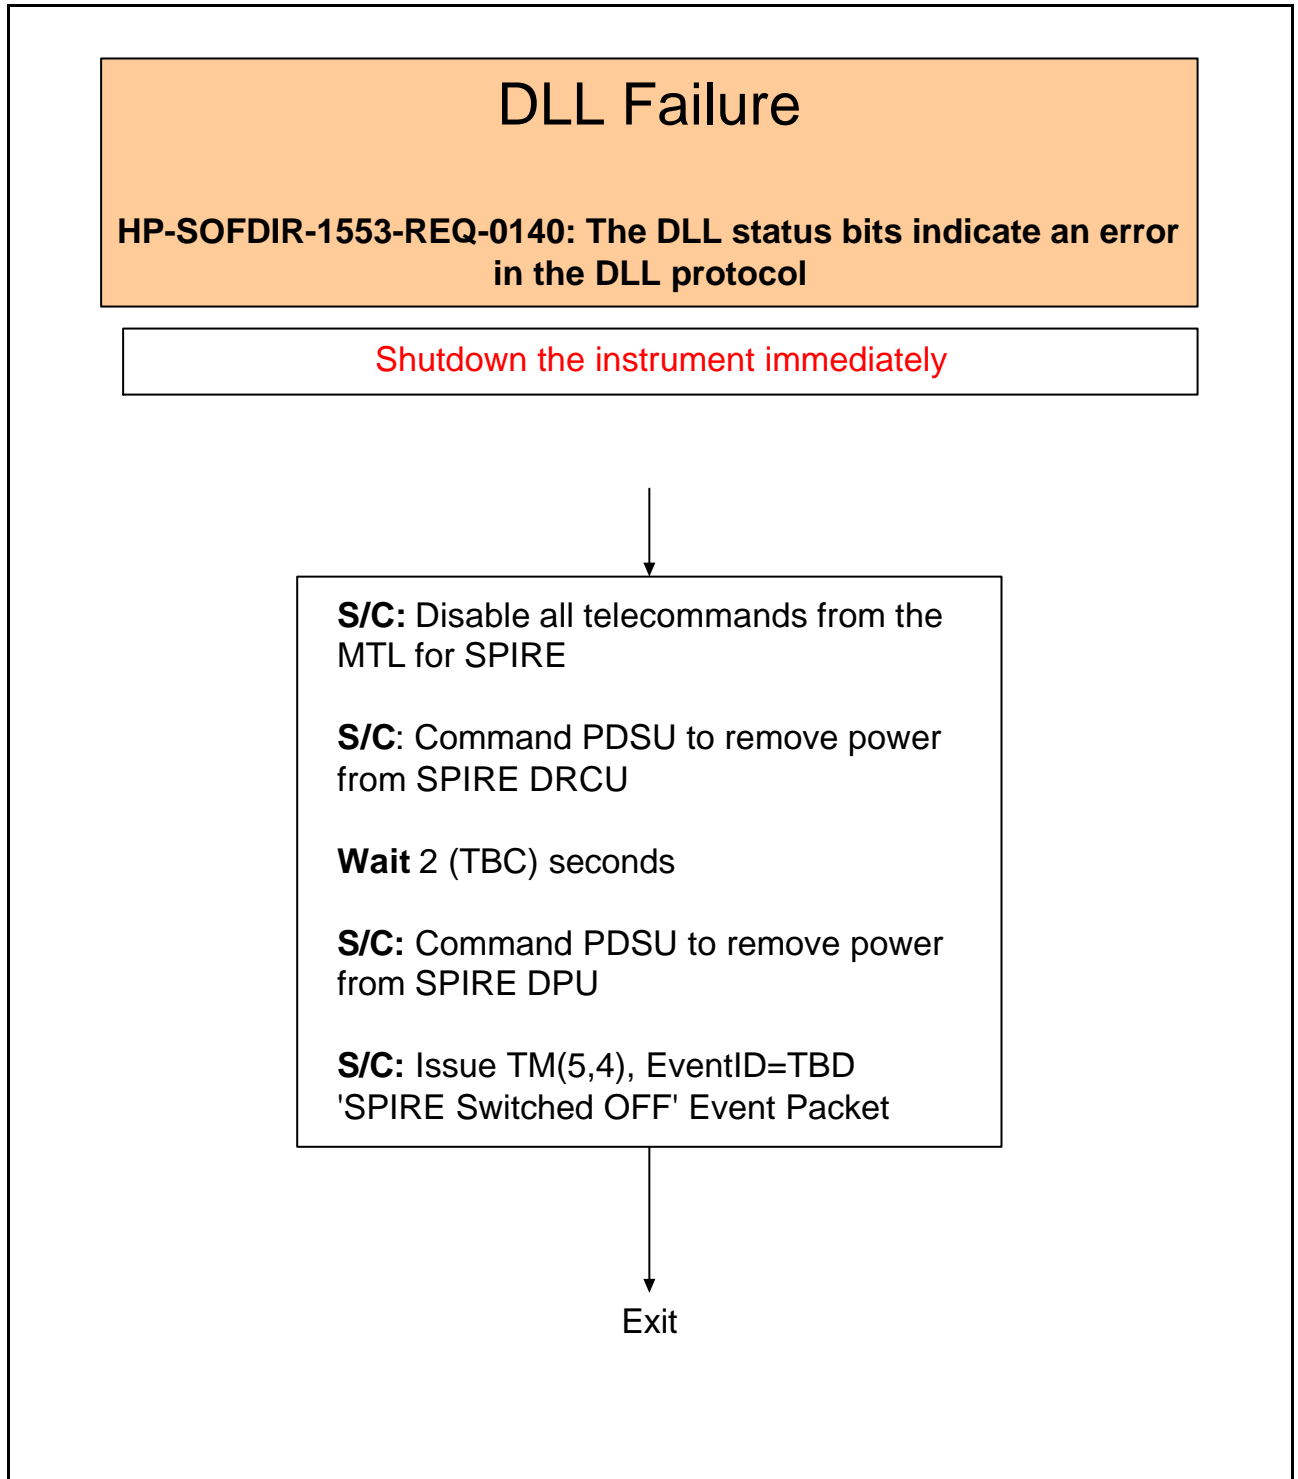 DLL Failure
HP-SOFDIR-1553-REQ-0140: The DLL status bits indicate an error
in the DLL protocol
Shutdown the instrument immediately
S/C: Disable all telecommands from the
MTL for SPIRE
S/C: Command PDSU to remove power
from SPIRE DRCU
Wait 2 (TBC) seconds
S/C: Command PDSU to remove power
from SPIRE DPU
S/C: Issue TM(5,4), EventID=TBD
'SPIRE Switched OFF' Event Packet
Exit